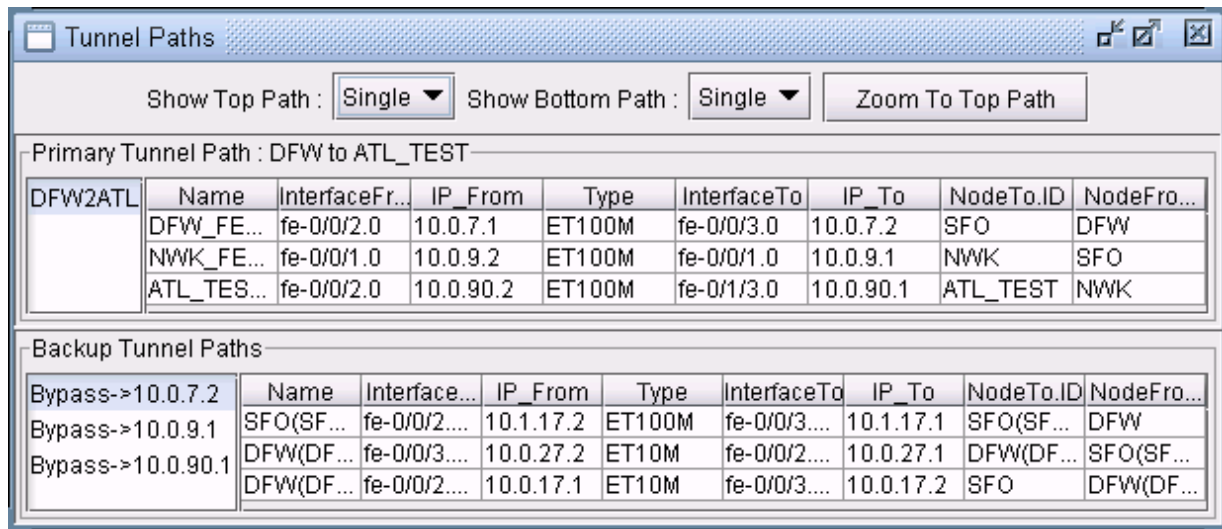 Tunnel Paths
Show Top Path : Single Show Bottom Path : Single Zoom To Top Path
Primary Tunnel Path : DFW to ATL_TEST
DFW2ATL Name InterfaceFr... IP_From Type InterfaceTo IP_To NodeTo.ID NodeFro...
DFW_FE... fe-0/0/2.0 10.0.7.1 ET100M fe-0/0/3.0 10.0.7.2 SFO DFW
NWK_FE... fe-0/0/1.0 10.0.9.2 ET100M fe-0/0/1.0 10.0.9.1 NWK SFO
ATL_TES... fe-0/0/2.0 10.0.90.2 ET100M fe-0/1/3.0 10.0.90.1 ATL_TEST NWK
Backup Tunnel Paths
Bypass->10.0.7.2 Name Interface... IP_From Type InterfaceTo IP_To NodeTo.ID NodeFro...
Bypass->10.0.9.1 SFO(SF... fe-0/0/2.... 10.1.17.2 ET100M fe-0/0/3.... 10.1.17.1 SFO(SF... DFW
Bypass->10.0.90.1 DFW(DF... fe-0/0/3.... 10.0.27.2 ET10M fe-0/0/2.... 10.0.27.1 DFW(DF... SFO(SF...
DFW(DF... fe-0/0/2.... 10.0.17.1 ET10M fe-0/0/3.... 10.0.17.2 SFO DFW(DF...